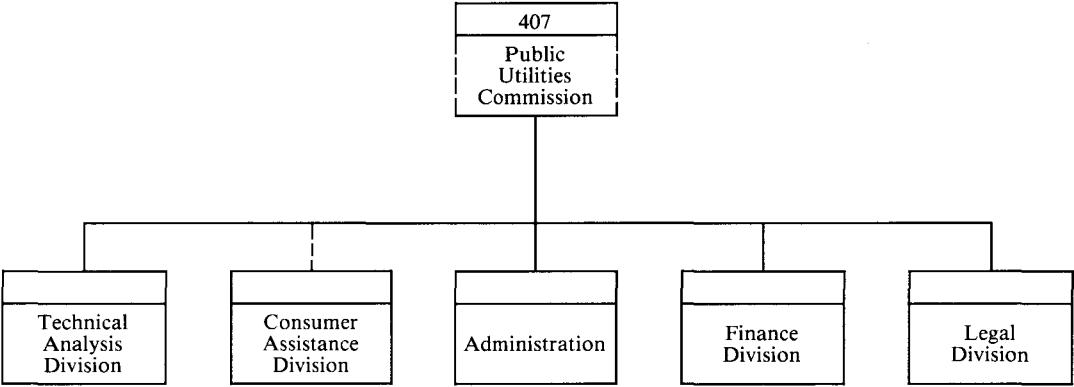 407
Public
Utilities
Commission
Technical
Analysis
Division
Consumer
Assistance
Division
Administration
Finance
Division
Legal
Division